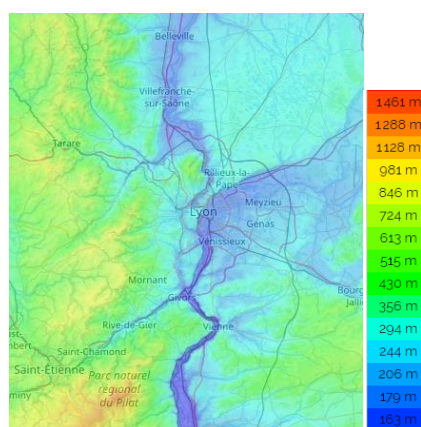 Belleville
Villefranche-
sur-Saône
Tarare
Rillieux-la-
Pape
Lyon
Meyzieu
Genas
Vénissieux
Mornant
Givors
Bourg
Jallie
Rive-de-Gier
Vienne
Saint-Chamond
Saint-Étienne
Parc naturel
régional
du Pilat
1461 m
1288 m
1128 m
981 m
846 m
724 m
613 m
515 m
430 m
356 m
294 m
244 m
206 m
179 m
163 m